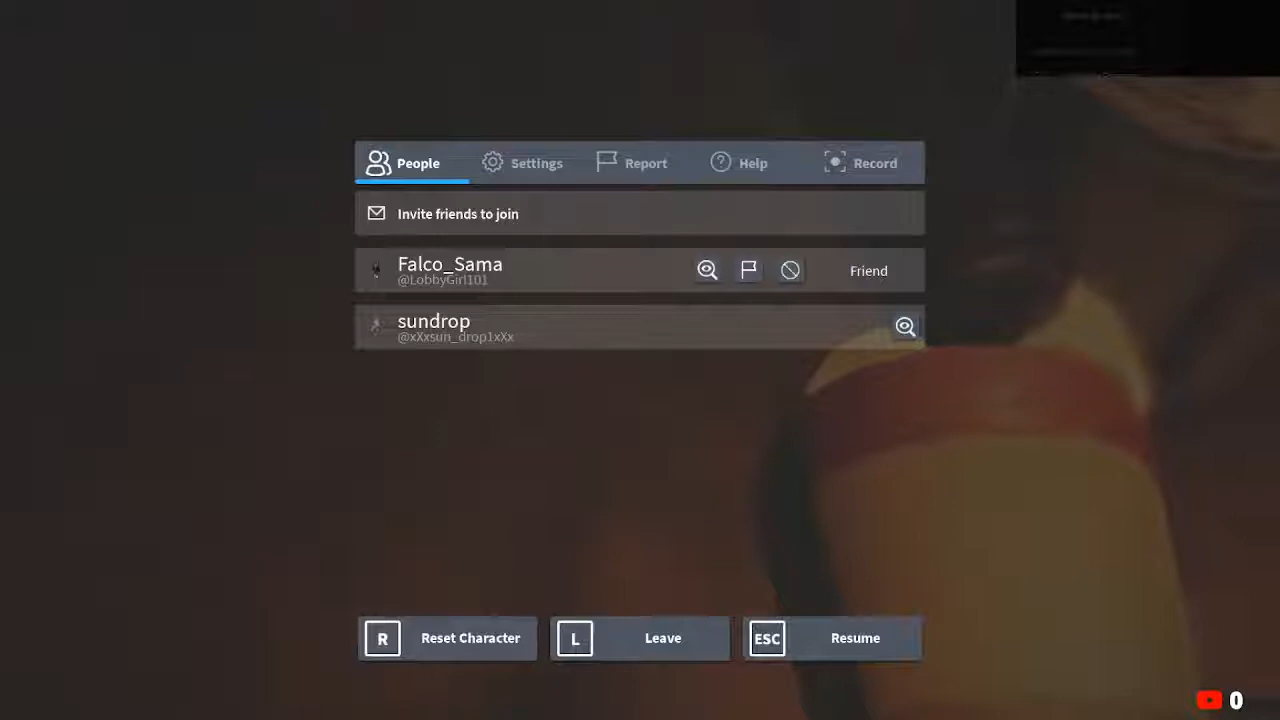 People
Settings
Report
Help
Record
Invite friends to join
Falco_Sama
@LobbyGirl101
Friend
sundrop
@xXxsun_drop1xXx
R Reset Character
L Leave
ESC Resume
0